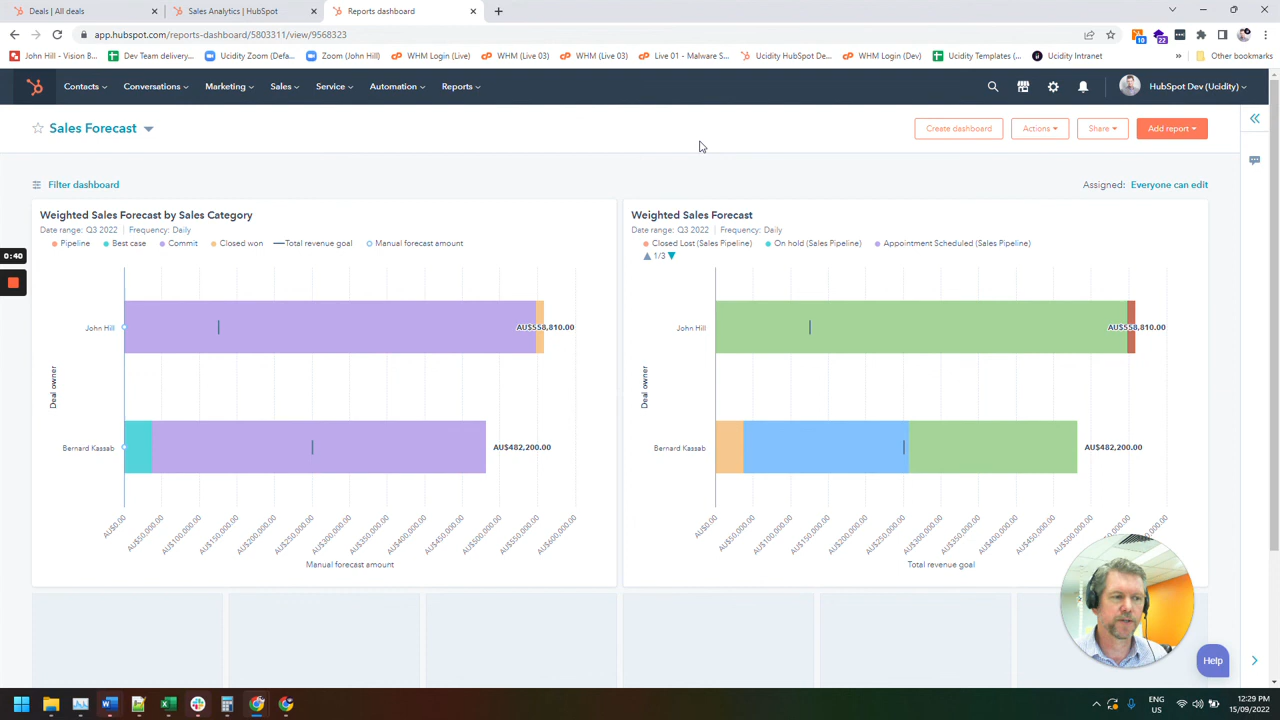 Deals | All deals
Sales Analytics | HubSpot
Reports dashboard
app.hubspot.com/reports-dashboard/5803311/view/9568323
John Hill - Vision B...
Dev Team delivery...
Ucidity Zoom (Defa...
Zoom (John Hill)
WHM Login (Live)
WHM (Live 03)
WHM (Live 03)
Live 01 - Malware S...
Ucidity HubSpot De...
WHM Login (Dev)
Ucidity Templates (...
Ucidity Intranet
»
Other bookmarks
Contacts
Conversations
Marketing
Sales
Service
Automation
Reports
HubSpot Dev (Ucidity)
Sales Forecast
Create dashboard
Actions
Share
Add report
Filter dashboard
Assigned: Everyone can edit
Weighted Sales Forecast by Sales Category
Date range: Q3 2022 | Frequency: Daily
Pipeline
Best case
Commit
Closed won
Total revenue goal
Manual forecast amount
0:40
John Hill
AU$558,810.00
Deal owner
Bernard Kassab
AU$482,200.00
AU$0.00
AU$50,000.00
AU$100,000.00
AU$150,000.00
AU$200,000.00
AU$250,000.00
AU$300,000.00
AU$350,000.00
AU$400,000.00
AU$450,000.00
AU$500,000.00
AU$550,000.00
AU$600,000.00
Manual forecast amount
Weighted Sales Forecast
Date range: Q3 2022 | Frequency: Daily
Closed Lost (Sales Pipeline)
On hold (Sales Pipeline)
Appointment Scheduled (Sales Pipeline)
1/3
John Hill
AU$558,810.00
Deal owner
Bernard Kassab
AU$482,200.00
AU$0.00
AU$50,000.00
AU$100,000.00
AU$150,000.00
AU$200,000.00
AU$250,000.00
AU$300,000.00
AU$350,000.00
AU$400,000.00
AU$450,000.00
AU$500,000.00
Total revenue goal
Help
ENG
US
12:29 PM
15/09/2022